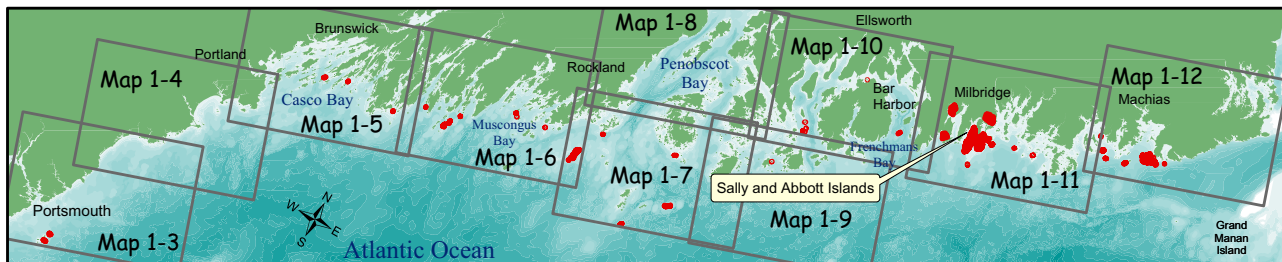 Map 1-8
Ellsworth
Brunswick
Map 1-10
Portland
Penobscot
Bay
Rockland
Map 1-4
Map 1-12
Bar
Harbor
Milbridge
Machias
Casco Bay
Map 1-5
Muscongus
Bay
Map 1-6
Frenchmans
Bay
Map 1-7
Sally and Abbott Islands
Map 1-11
Portsmouth
N
W
E
S
Map 1-9
Map 1-3
Atlantic Ocean
Grand
Manan
Island